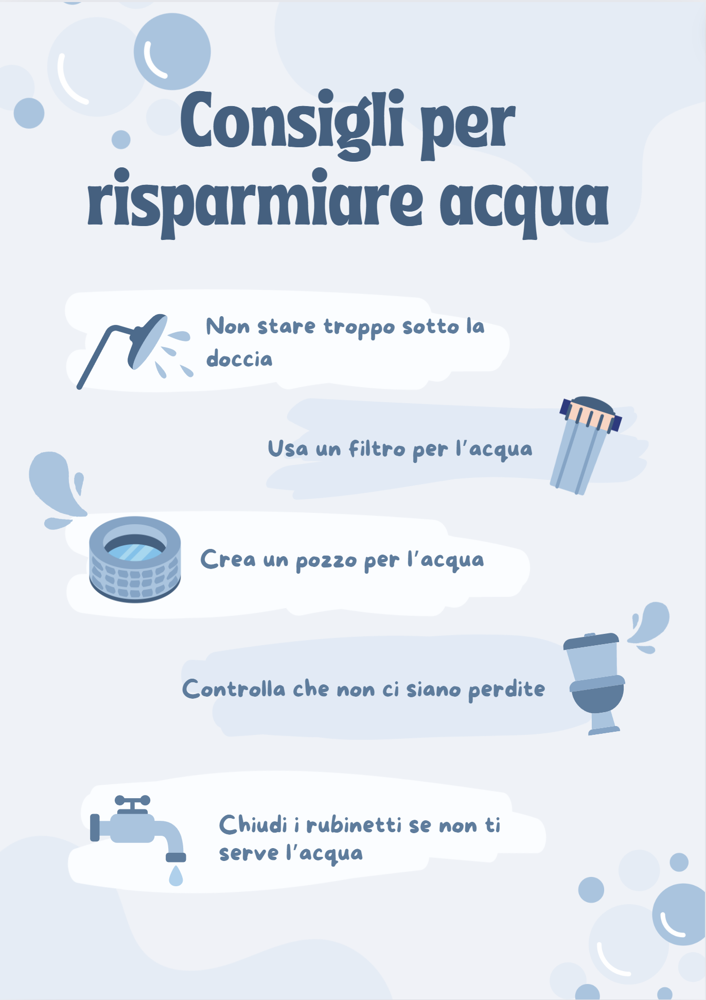 Consigli per
risparmiare acqua
Non stare troppo sotto la
doccia
Usa un filtro per l'acqua
Crea un pozzo per l'acqua
Controlla che non ci siano perdite
Chiudi i rubinetti se non ti
serve l'acqua